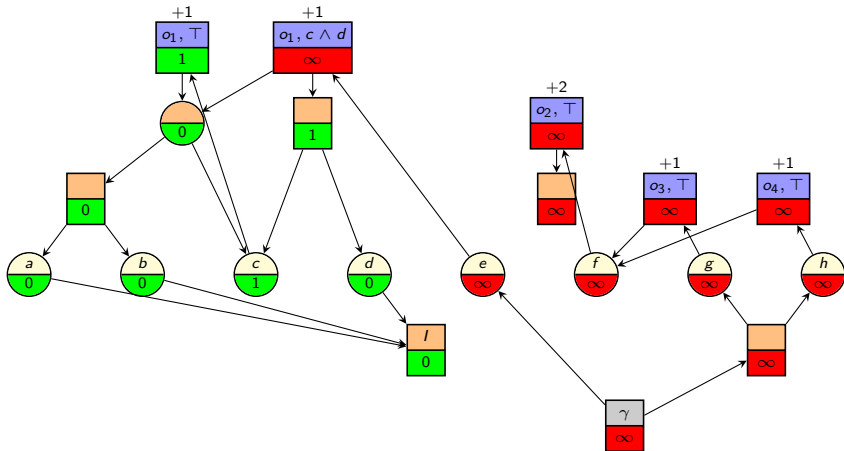 +1
+1
o₁, ⊤
o₁, c ∧ d
1
∞
+2
o₂, ⊤
0
1
∞
+1
+1
o₃, ⊤
o₄, ⊤
0
∞
∞
∞
a
b
c
d
e
f
g
h
0
0
1
0
∞
∞
∞
∞
I
0
∞
γ
∞